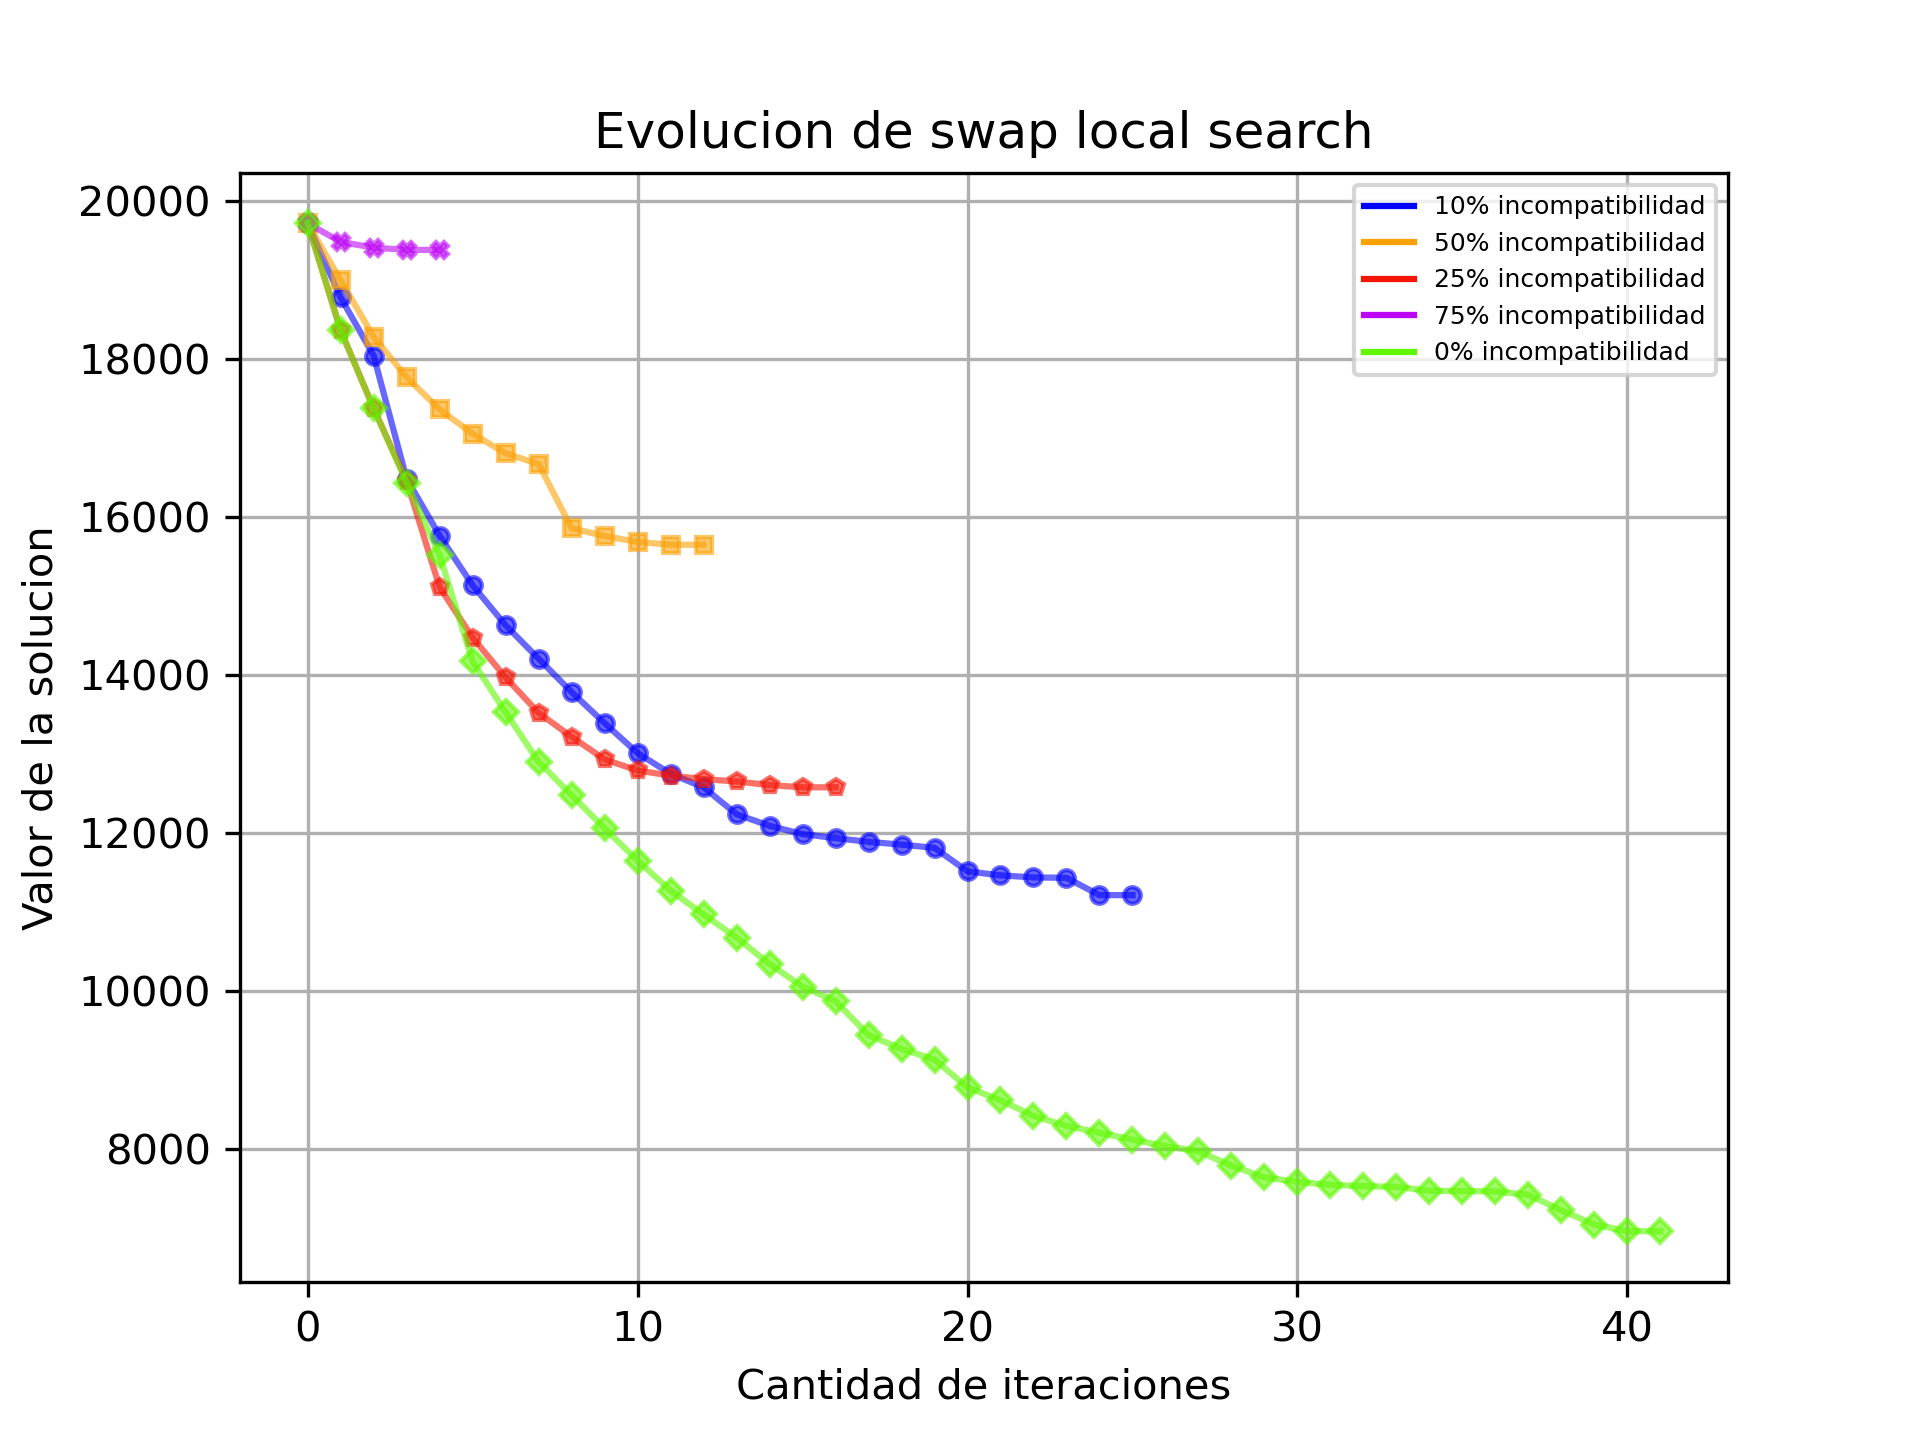 Evolucion de swap local search
20000
18000
16000
14000
12000
10000
8000
Valor de la solucion
10% incompatibilidad
50% incompatibilidad
25% incompatibilidad
75% incompatibilidad
0% incompatibilidad
0 10 20 30 40
Cantidad de iteraciones